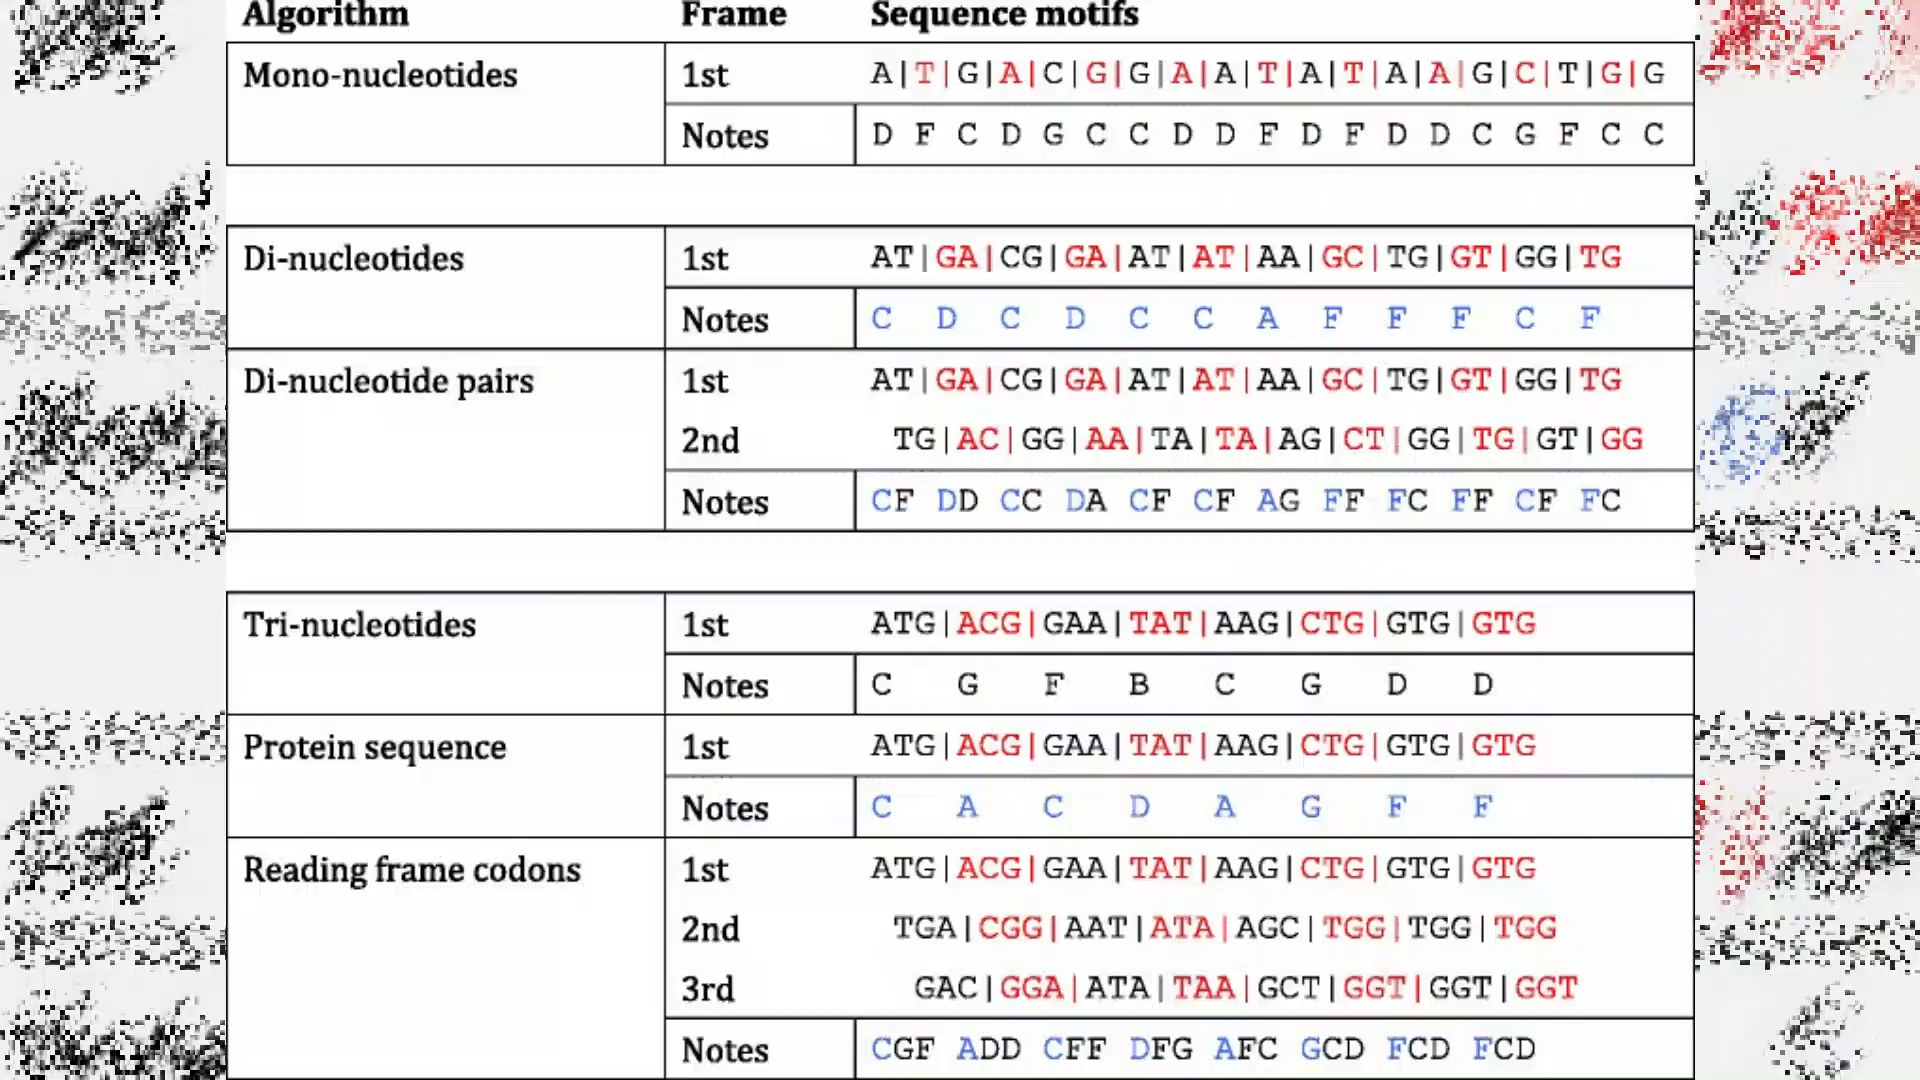 Algorithm Frame Sequence motifs
Mono-nucleotides 1st A|T|G|A|C|G|G|A|A|T|A|T|A|A|G|C|T|G|G
Notes D F C D G C C D D F D F D D C G F C C
Di-nucleotides 1st AT|GA|CG|GA|AT|AT|AA|GC|TG|GT|GG|TG
Notes C D C D C C A F F F C F
Di-nucleotide pairs 1st AT|GA|CG|GA|AT|AT|AA|GC|TG|GT|GG|TG
2nd TG|AC|GG|AA|TA|TA|AG|CT|GG|TG|GT|GG
Notes CF DD CC DA CF CF AG FF FC FF CF FC
Tri-nucleotides 1st ATG|ACG|GAA|TAT|AAG|CTG|GTG|GTG
Notes C G F B C G D D
Protein sequence 1st ATG|ACG|GAA|TAT|AAG|CTG|GTG|GTG
Notes C A C D A G F F
Reading frame codons 1st ATG|ACG|GAA|TAT|AAG|CTG|GTG|GTG
2nd TGA|CGG|AAT|ATA|AGC|TGG|TGG|TGG
3rd GAC|GGA|ATA|TAA|GCT|GGT|GGT|GGT
Notes CGF ADD CFF DFG AFC GCD FCD FCD